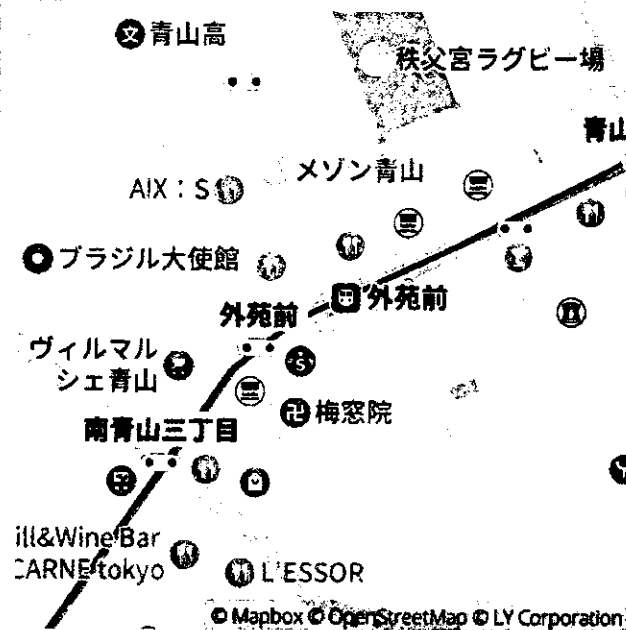 青山高
秩父宮ラグビー場
青山
メゾン青山
AIX：S
ブラジル大使館
外苑前
外苑前
ヴィルマル
シェ青山
S
梅窓院
南青山三丁目
ill&Wine Bar
CARNE tokyo
L'ESSOR
© Mapbox © OpenStreetMap © LY Corporation